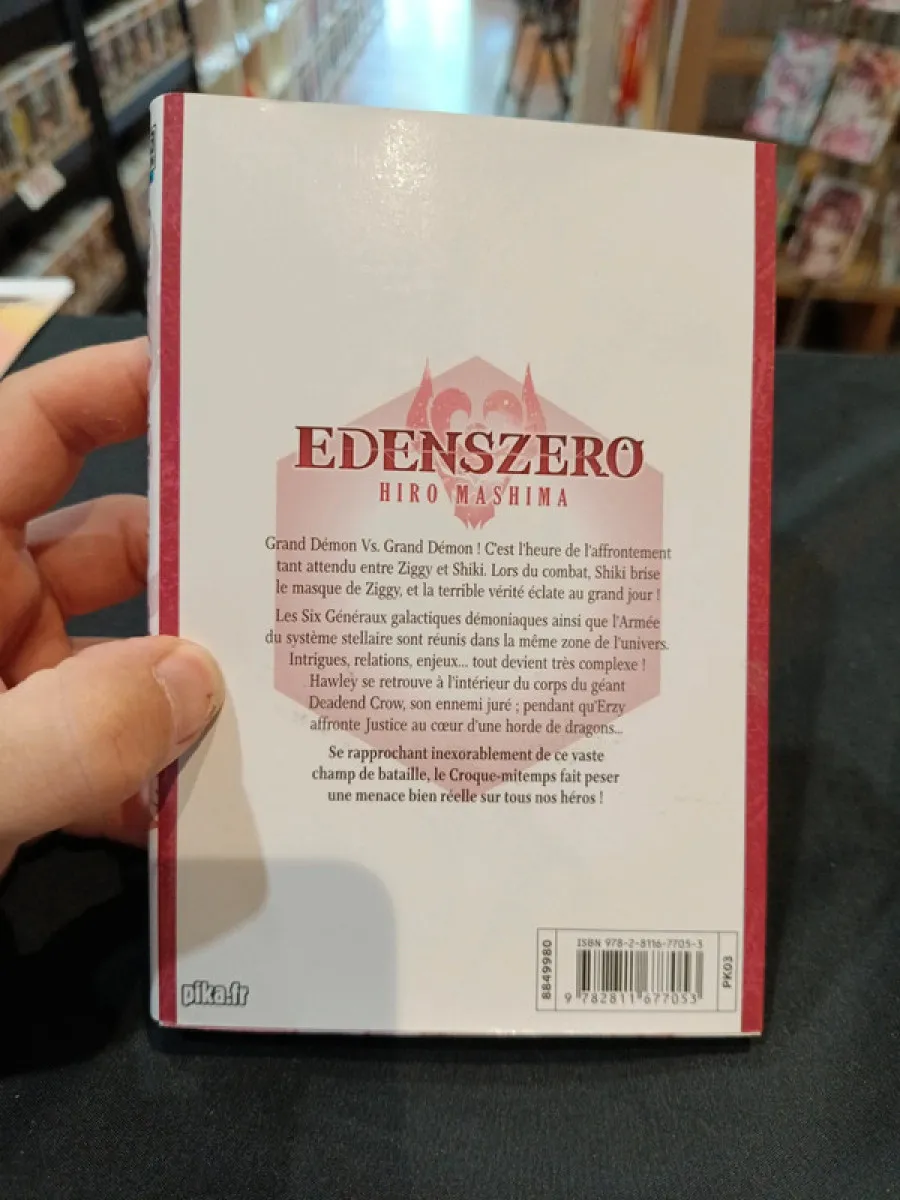 EDENSZERO
HIRO MASHIMA
Grand Démon Vs. Grand Démon ! C'est l'heure de l'affrontement
tant attendu entre Ziggy et Shiki. Lors du combat, Shiki brise
le masque de Ziggy, et la terrible vérité éclate au grand jour !
Les Six Généraux galactiques démoniaques ainsi que l'Armée
du système stellaire sont réunis dans la même zone de l'univers.
Intrigues, relations, enjeux... tout devient très complexe !
Hawley se retrouve à l'intérieur du corps du géant
Deadend Crow, son ennemi juré ; pendant qu'Erzy
affronte Justice au cœur d'une horde de dragons...
Se rapprochant inexorablement de ce vaste
champ de bataille, le Croque-mitemps fait peser
une menace bien réelle sur tous nos héros !
pika.fr
8849980
ISBN 978-2-8116-7705-3
9 782811 677053
PK03